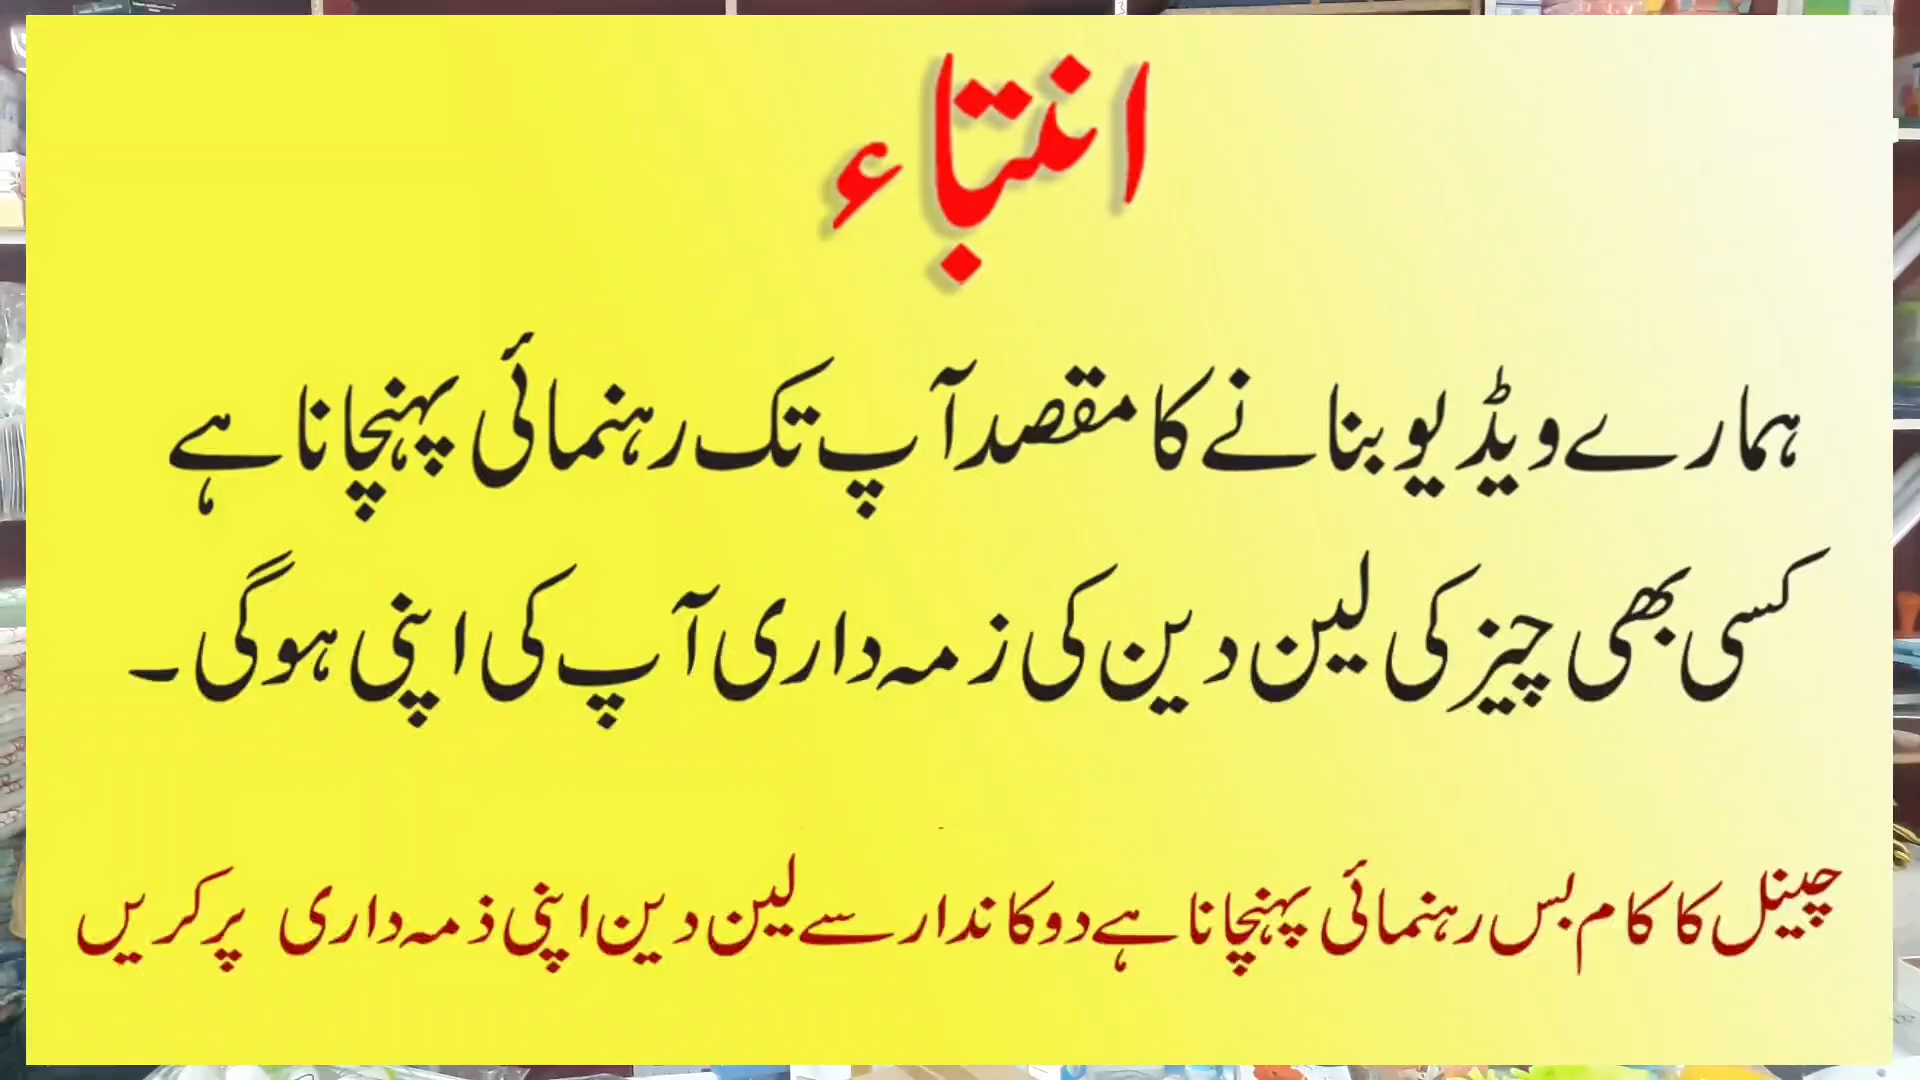 انتباء
ہمارے ویڈیو بنانے کا مقصد آپ تک رہنمائی پہنچانا ہے
کسی بھی چیز کی لین دین کی زمہ داری آپ کی اپنی ہوگی۔
چینل کا کام بس رہنمائی پہنچانا ہے دوکاندار سے لین دین اپنی ذمہ داری پر کریں